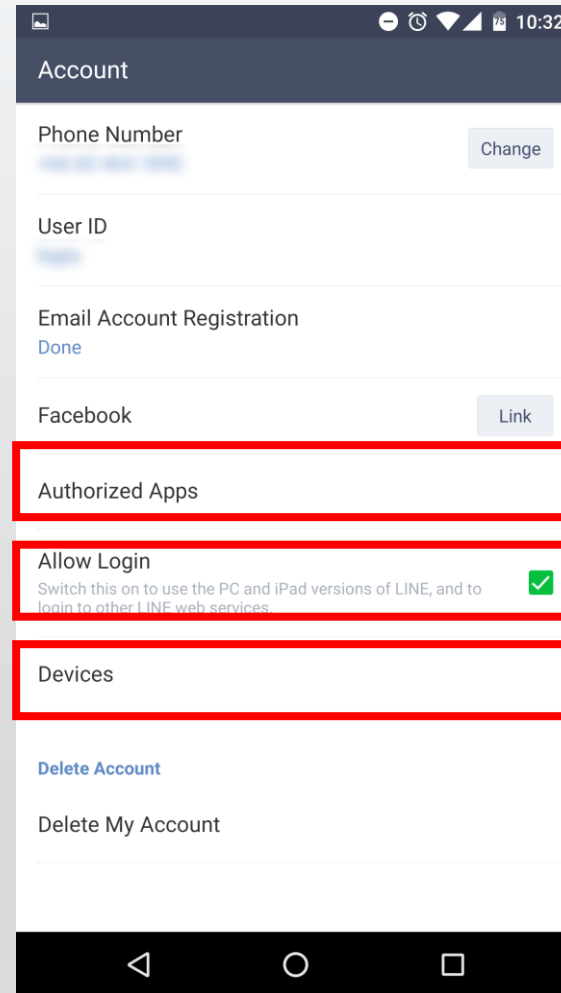 75 10:32
Account
Phone Number
Change
User ID
Email Account Registration
Done
Facebook
Link
Authorized Apps
Allow Login
Switch this on to use the PC and iPad versions of LINE, and to
login to other LINE web services.
Devices
Delete Account
Delete My Account